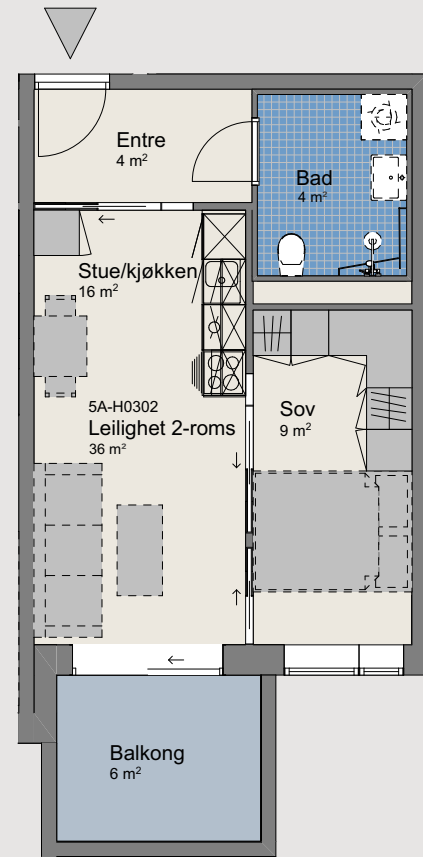 Entre
4 m²
Bad
4 m²
Stue/kjøkken
16 m²
5A-H0302
Leilighet 2-roms
36 m²
Sov
9 m²
Balkong
6 m²